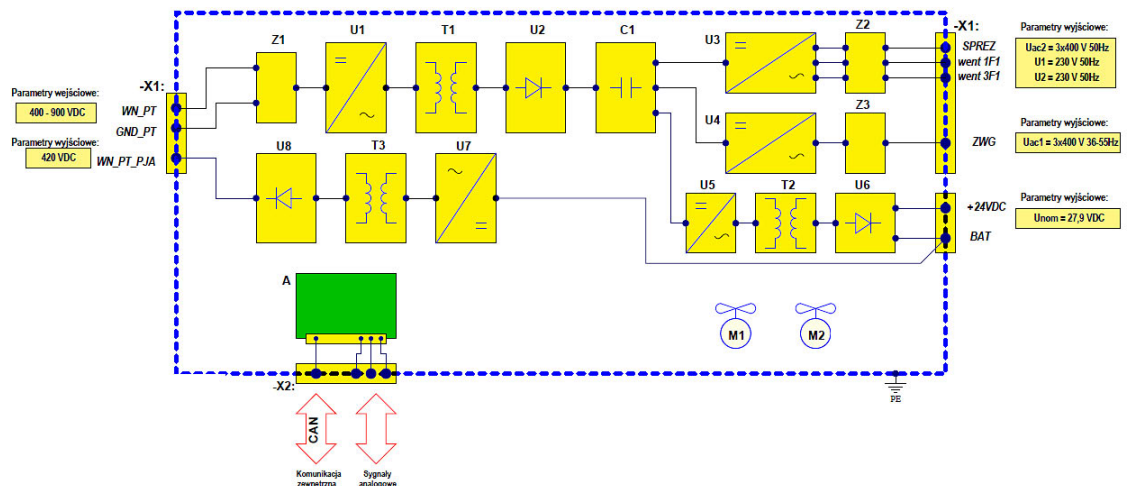 Z1
U1
T1
U2
C1
U3
Z2
-X1:
Parametry wyjściowe:
SPREZ
Uac2 = 3x400 V 50Hz
went 1F1
U1 = 230 V 50Hz
went 3F1
U2 = 230 V 50Hz
-X1:
Parametry wejściowe:
400 - 900 VDC
WN_PT
GND_PT
Parametry wejściowe:
420 VDC
WN_PT_PJA
U4
Z3
Parametry wyjściowe:
ZWG
Uac1 = 3x400 V 36-55Hz
U8
T3
U7
U5
T2
U6
Parametry wyjściowe:
+24VDC
Unom = 27,9 VDC
BAT
A
M1
M2
-X2:
PE
CAN
Komunikacja
zewnętrzna
Sygnały
analogowe